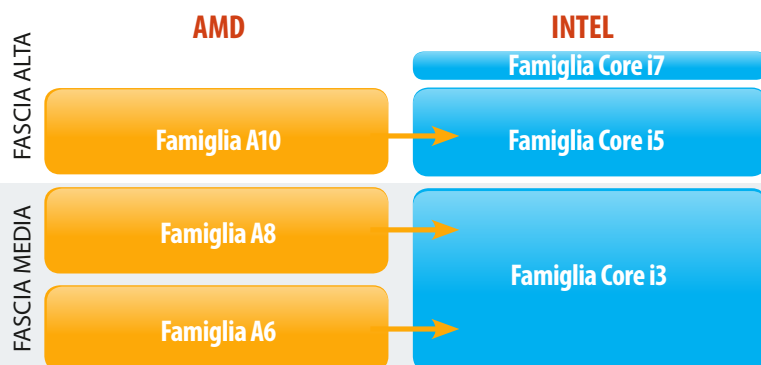 AMD
INTEL
FASCIA ALTA
Famiglia Core i7
Famiglia A10
Famiglia Core i5
FASCIA MEDIA
Famiglia A8
Famiglia Core i3
Famiglia A6